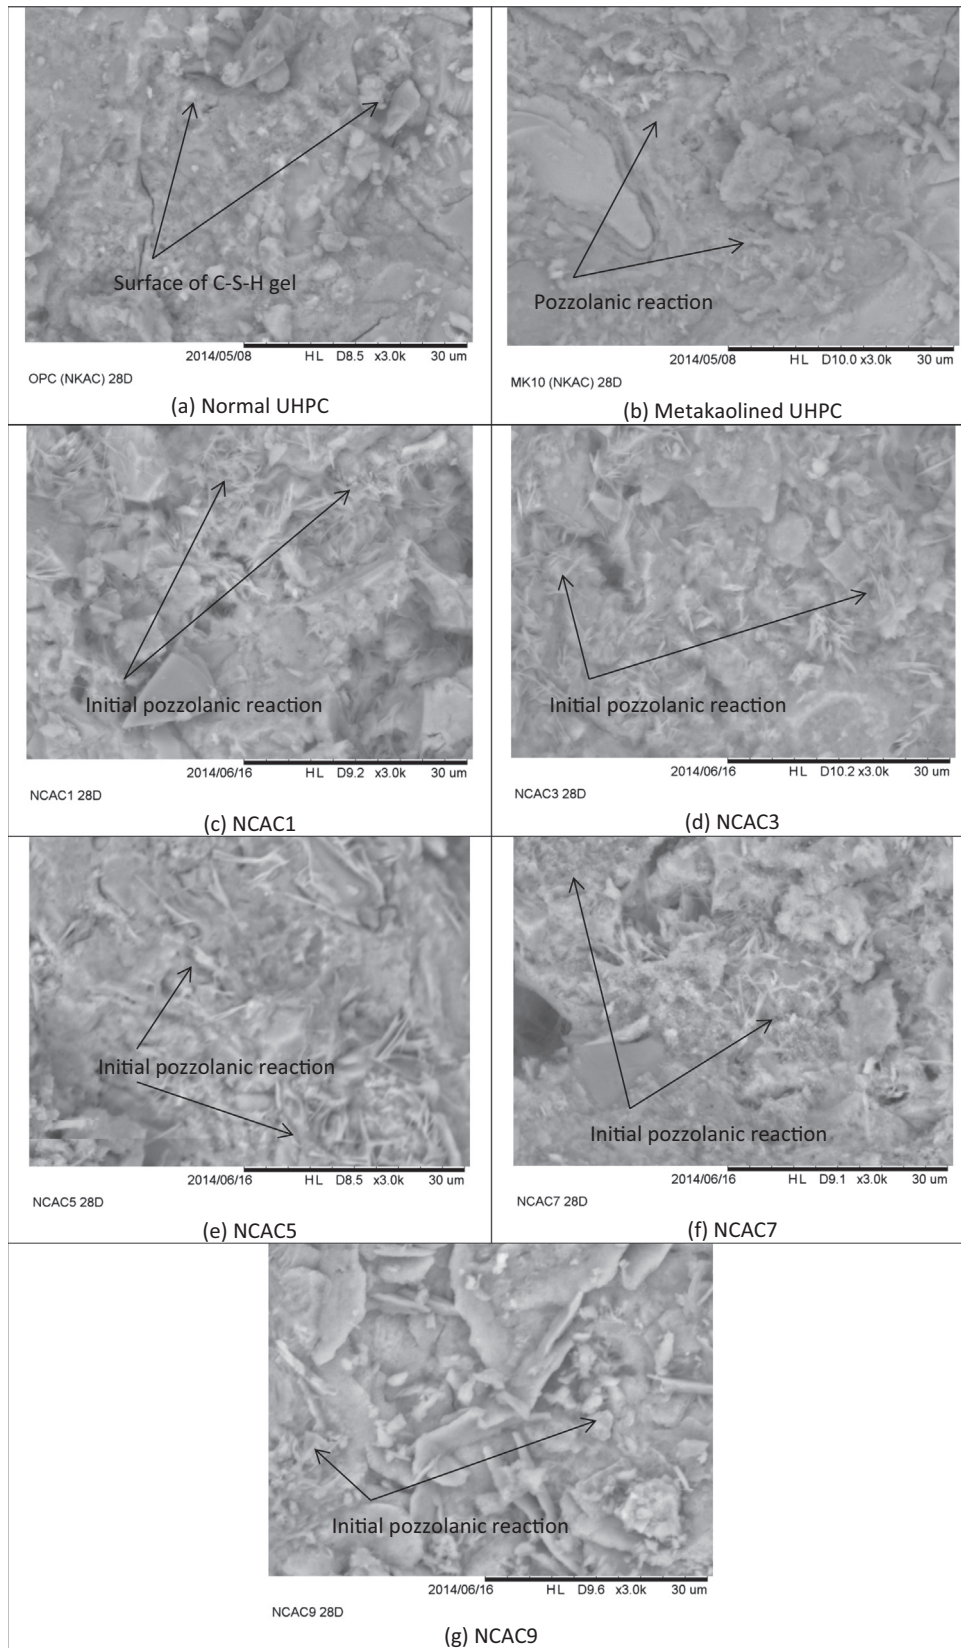 Surface of C-S-H gel
2014/05/08 HL D8.5 x3.0k 30 um
OPC (NKAC) 28D
(a) Normal UHPC
Pozzolanic reaction
2014/05/08 HL D10.0 x3.0k 30 um
MK10 (NKAC) 28D
(b) Metakaolined UHPC
Initial pozzolanic reaction
2014/06/16 HL D9.2 x3.0k 30 um
NCAC1 28D
(c) NCAC1
Initial pozzolanic reaction
2014/06/16 HL D10.2 x3.0k 30 um
NCAC3 28D
(d) NCAC3
Initial pozzolanic reaction
2014/06/16 HL D8.5 x3.0k 30 um
NCAC5 28D
(e) NCAC5
Initial pozzolanic reaction
2014/06/16 HL D9.1 x3.0k 30 um
NCAC7 28D
(f) NCAC7
Initial pozzolanic reaction
2014/06/16 HL D9.6 x3.0k 30 um
NCAC9 28D
(g) NCAC9